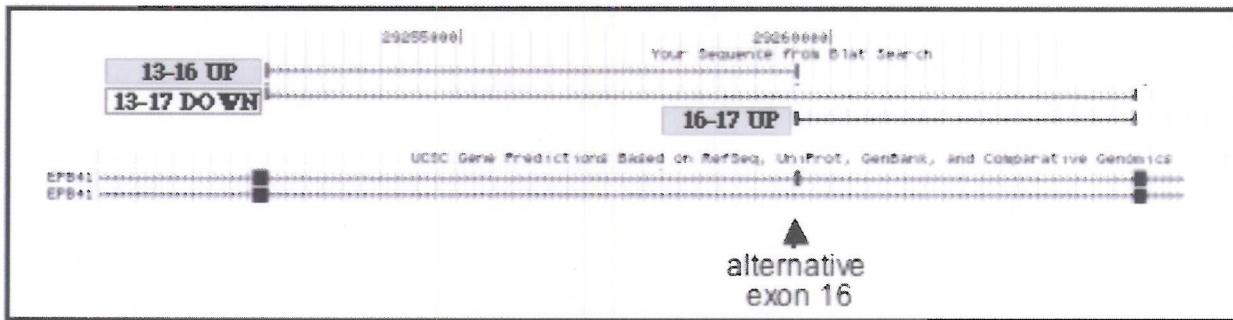 29255000| 29260000|
Your Sequence from Blat Search
13-16 UP
13-17 DOWN
16-17 UP
UCSC Gene Predictions Based on RefSeq, UniProt, GenBank, and Comparative Genomics
EPB41
EPB41
alternative
exon 16